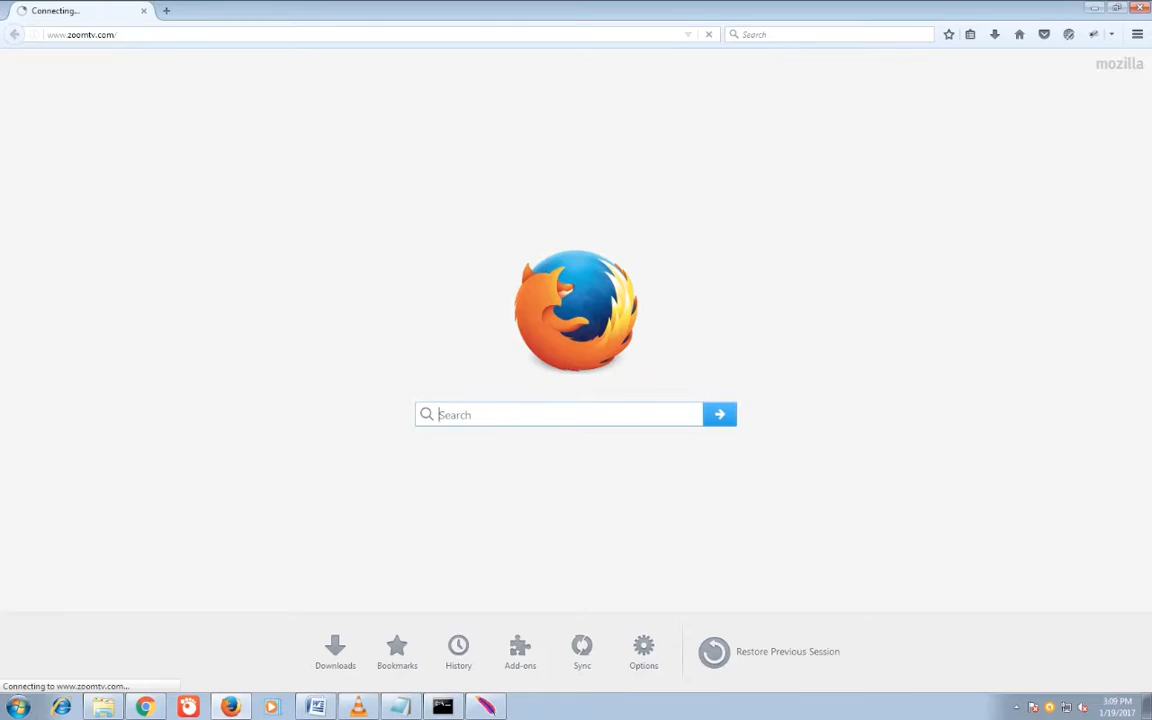 Connecting...
www.zoomtv.com/
Search
mozilla
Search
Downloads
Bookmarks
History
Add-ons
Sync
Options
Restore Previous Session
Connecting to www.zoomtv.com...
3:09 PM
1/19/2017